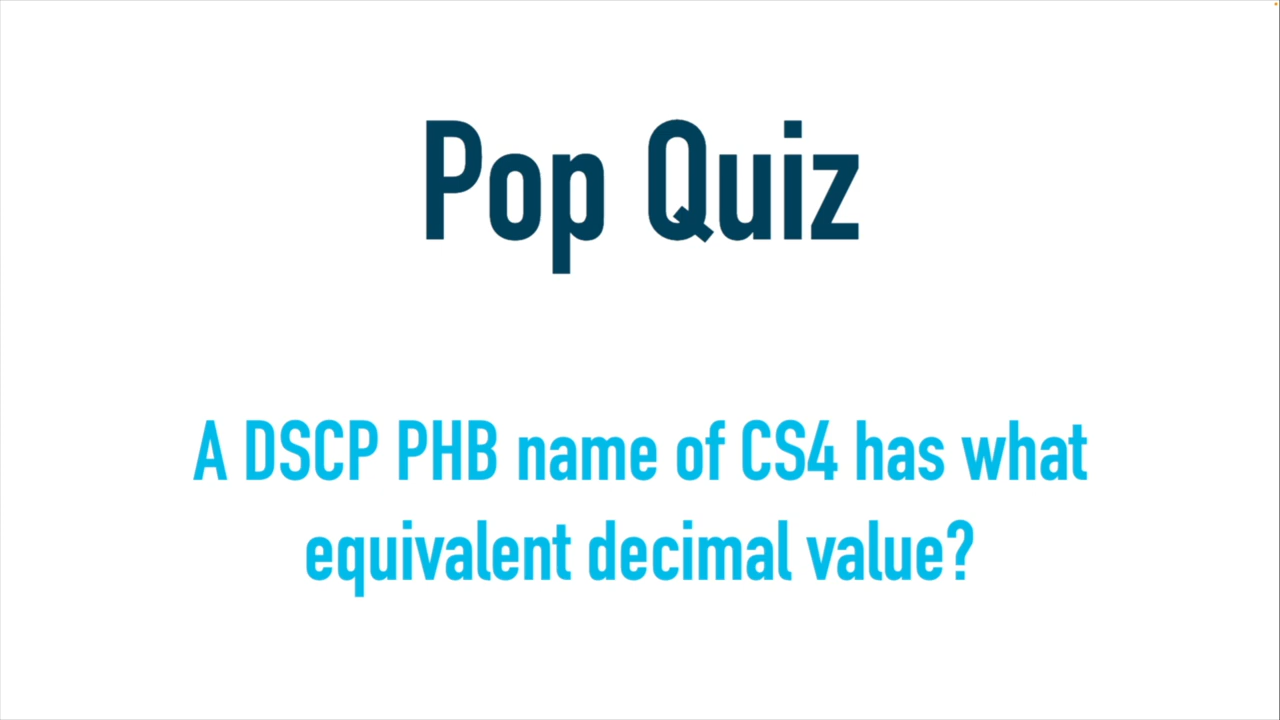 Pop Quiz
A DSCP PHB name of CS4 has what
equivalent decimal value?